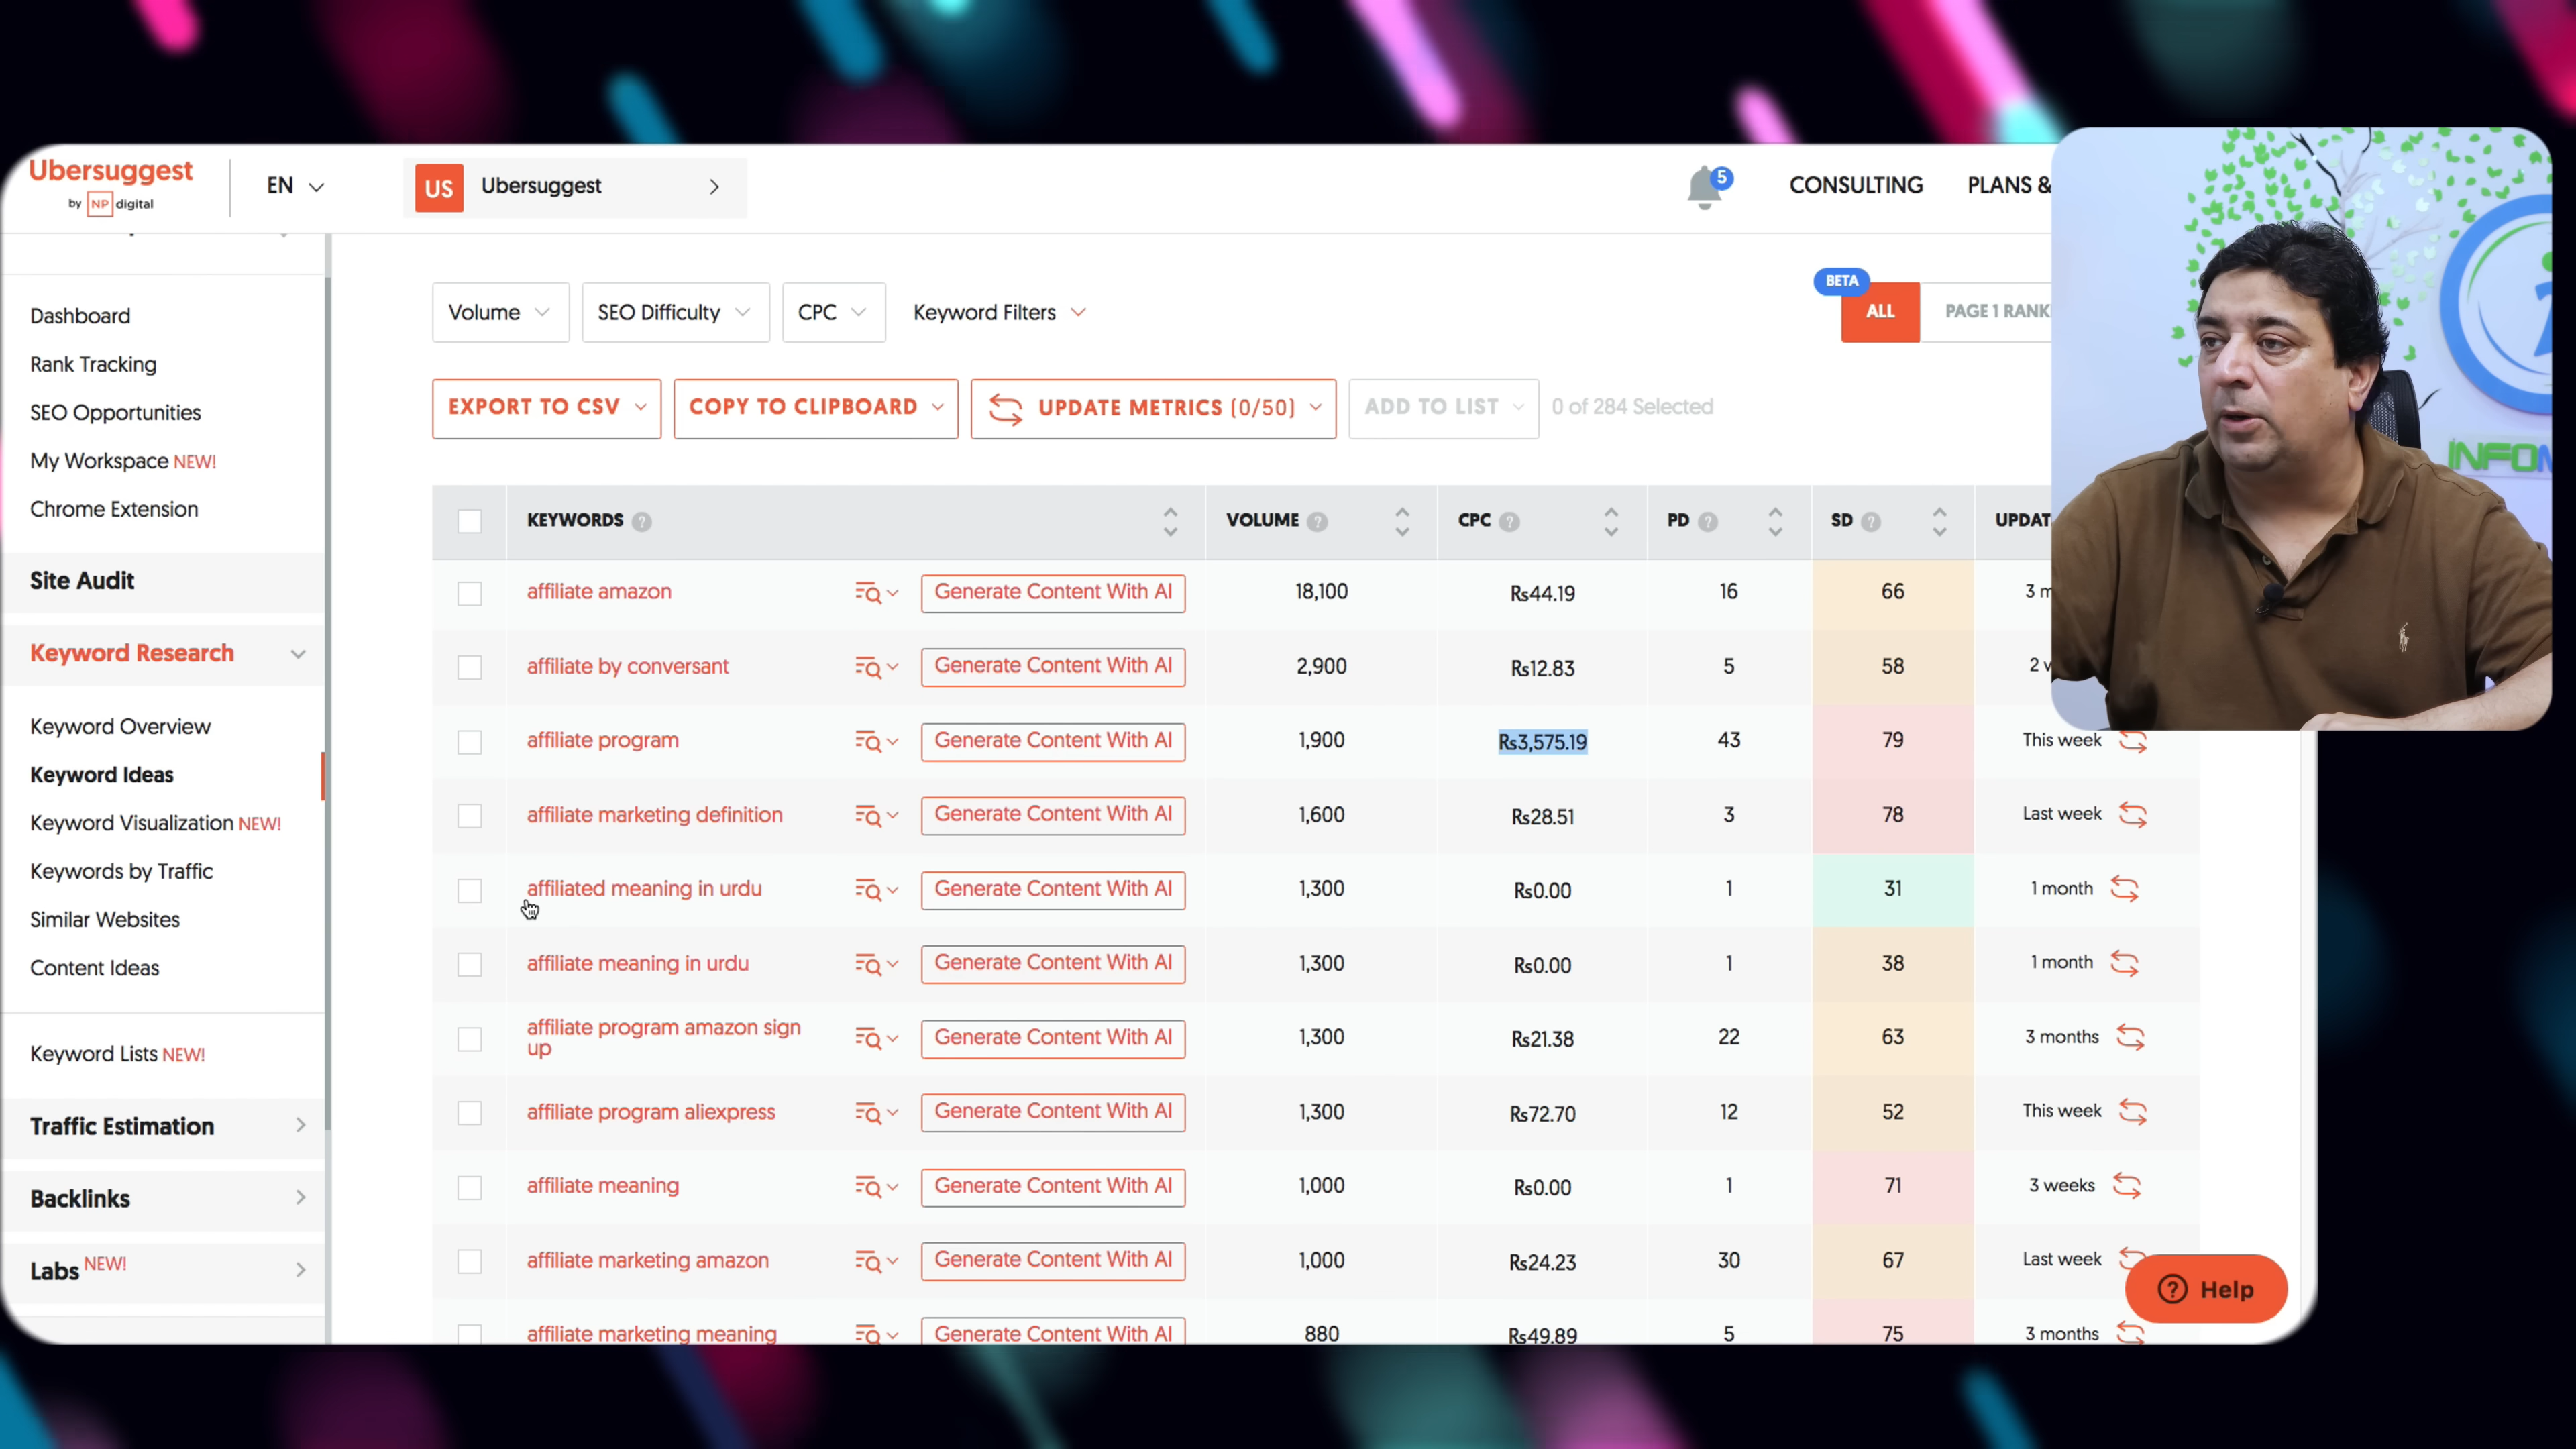 Ubersuggest
by NP digital
EN
US Ubersuggest
5
CONSULTING
PLANS &
Dashboard
Rank Tracking
SEO Opportunities
My Workspace NEW!
Chrome Extension
Site Audit
Keyword Research
Keyword Overview
Keyword Ideas
Keyword Visualization NEW!
Keywords by Traffic
Similar Websites
Content Ideas
Keyword Lists NEW!
Traffic Estimation
Backlinks
Labs NEW!
Volume
SEO Difficulty
CPC
Keyword Filters
BETA
ALL
PAGE 1 RANK
EXPORT TO CSV
COPY TO CLIPBOARD
UPDATE METRICS (0/50)
ADD TO LIST
0 of 284 Selected
KEYWORDS ? VOLUME ? CPC ? PD ? SD ? UPDAT
affiliate amazon Generate Content With AI 18,100 Rs44.19 16 66 3 m
affiliate by conversant Generate Content With AI 2,900 Rs12.83 5 58 2
affiliate program Generate Content With AI 1,900 Rs3,575.19 43 79 This week
affiliate marketing definition Generate Content With AI 1,600 Rs28.51 3 78 Last week
affiliated meaning in urdu Generate Content With AI 1,300 Rs0.00 1 31 1 month
affiliate meaning in urdu Generate Content With AI 1,300 Rs0.00 1 38 1 month
affiliate program amazon sign
up Generate Content With AI 1,300 Rs21.38 22 63 3 months
affiliate program aliexpress Generate Content With AI 1,300 Rs72.70 12 52 This week
affiliate meaning Generate Content With AI 1,000 Rs0.00 1 71 3 weeks
affiliate marketing amazon Generate Content With AI 1,000 Rs24.23 30 67 Last week
affiliate marketing meaning Generate Content With AI 880 Rs49.89 5 75 3 months
? Help
INFO